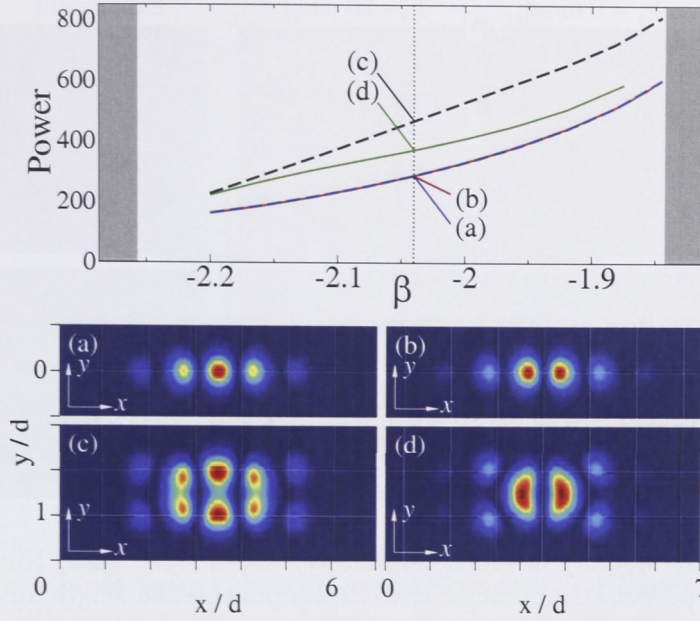 800
600
400
200
0
Power
(c)
(d)
(b)
(a)
-2.2
-2.1
-2
-1.9
β
(a)
y
x
0
(b)
y
x
(c)
y
x
(d)
y
x
y / d
1
0
6
0
x / d
x / d